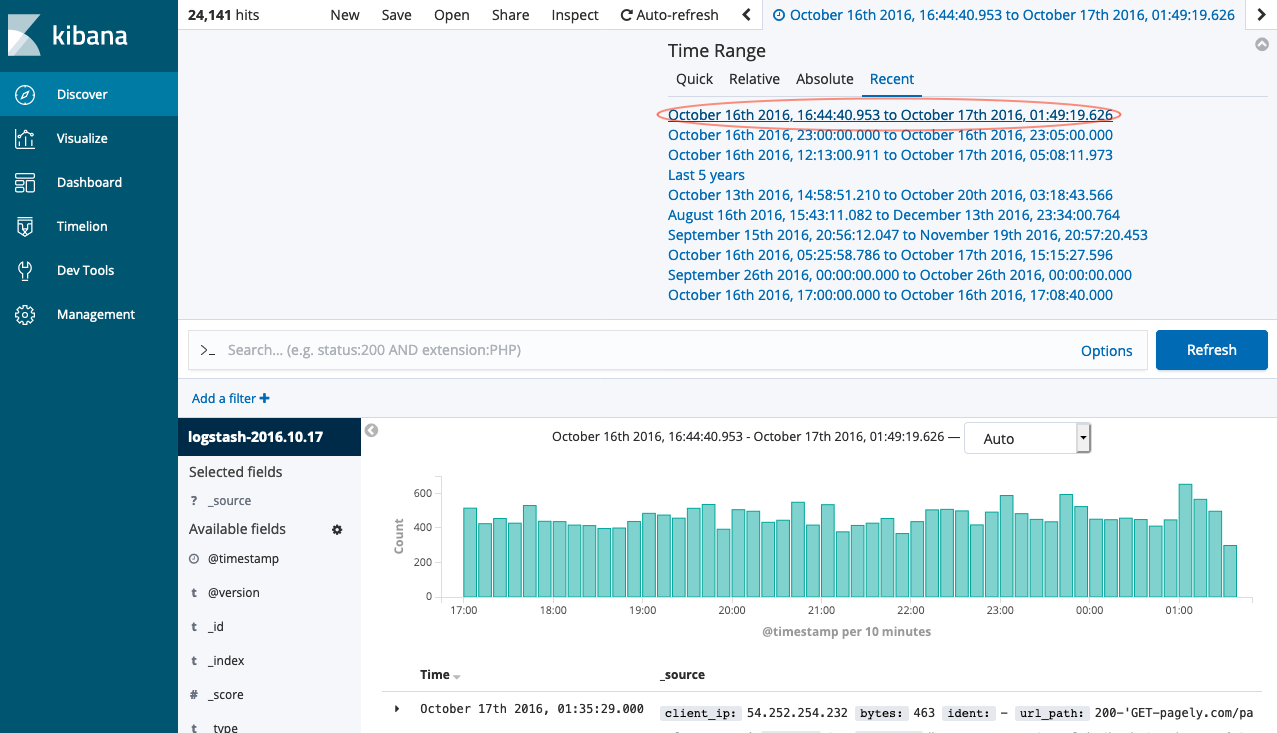 24,141 hits
New Save Open Share Inspect Auto-refresh October 16th 2016, 16:44:40.953 to October 17th 2016, 01:49:19.626
kibana
Discover
Visualize
Dashboard
Timelion
Dev Tools
Management
Time Range
Quick Relative Absolute Recent
October 16th 2016, 16:44:40.953 to October 17th 2016, 01:49:19.626
October 16th 2016, 23:00:00.000 to October 16th 2016, 23:05:00.000
October 16th 2016, 12:13:00.911 to October 17th 2016, 05:08:11.973
Last 5 years
October 13th 2016, 14:58:51.210 to October 20th 2016, 03:18:43.566
August 16th 2016, 15:43:11.082 to December 13th 2016, 23:34:00.764
September 15th 2016, 20:56:12.047 to November 19th 2016, 20:57:20.453
October 16th 2016, 05:25:58.786 to October 17th 2016, 15:15:27.596
September 26th 2016, 00:00:00.000 to October 26th 2016, 00:00:00.000
October 16th 2016, 17:00:00.000 to October 16th 2016, 17:08:40.000
>_ Search... (e.g. status:200 AND extension:PHP) Options Refresh
Add a filter +
logstash-2016.10.17
Selected fields
? _source
Available fields
@timestamp
t @version
t _id
t _index
# _score
t _type
October 16th 2016, 16:44:40.953 - October 17th 2016, 01:49:19.626 — Auto
Count
600
400
200
0
17:00 18:00 19:00 20:00 21:00 22:00 23:00 00:00 01:00
@timestamp per 10 minutes
Time _source
October 17th 2016, 01:35:29.000 client_ip: 54.252.254.232 bytes: 463 ident: - url_path: 200-'GET-pagely.com/pa